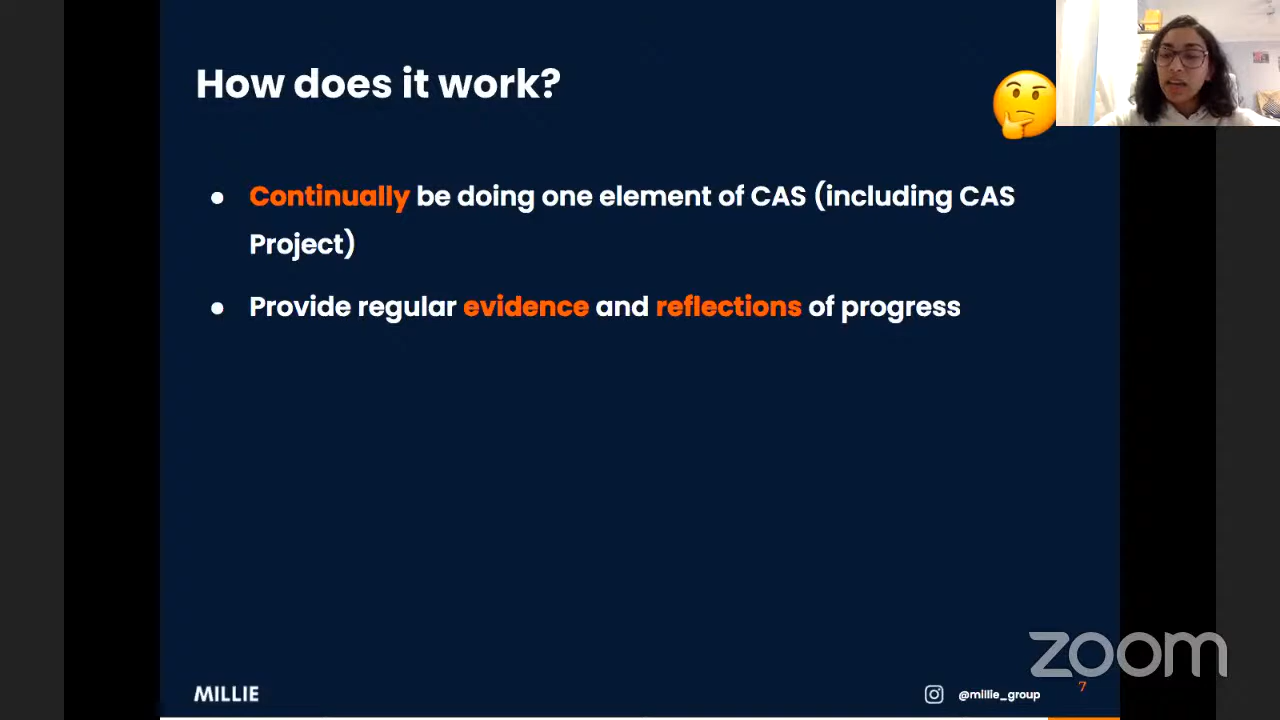 How does it work?
● Continually be doing one element of CAS (including CAS
Project)
● Provide regular evidence and reflections of progress
zoom
MILLIE
@millie_group
7